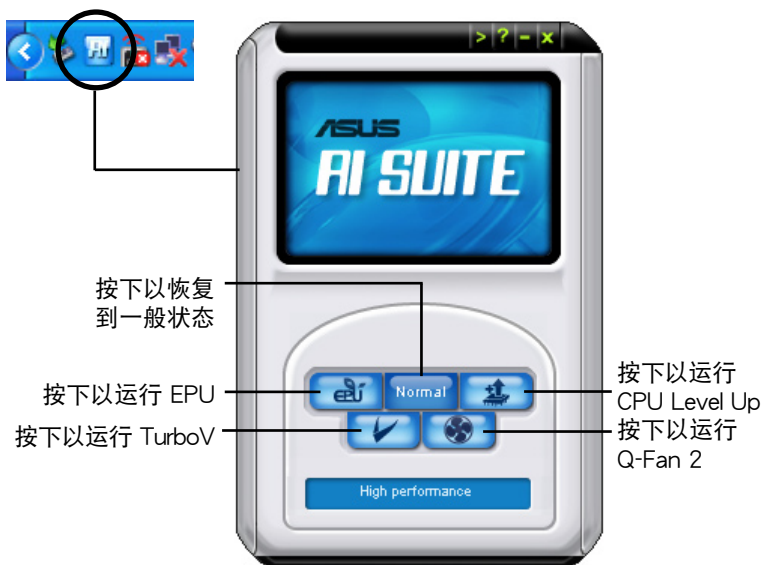 > ? - x
ASUS
AI SUITE
按下以恢复
到一般状态
按下以运行 EPU
EPU
Normal
按下以运行
CPU Level Up
按下以运行 TurboV
按下以运行
Q-Fan 2
High performance